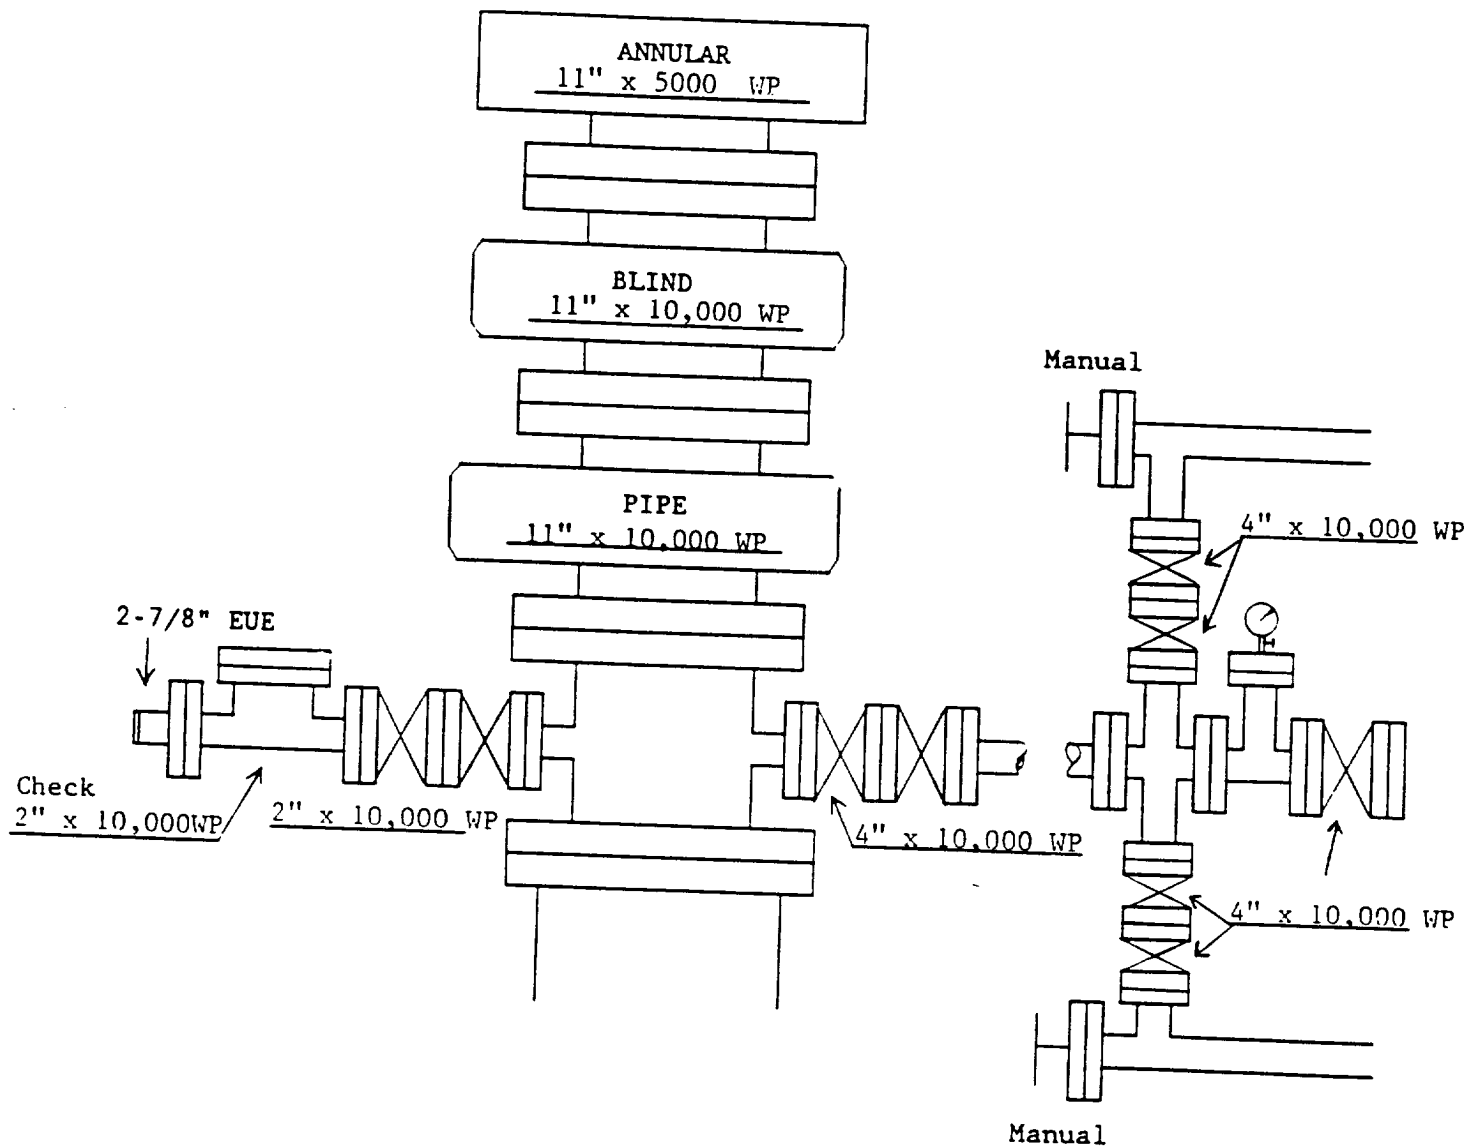 ANNULAR
11" x 5000 WP
BLIND
11" x 10,000 WP
Manual
PIPE
11" x 10,000 WP
4" x 10,000 WP
2-7/8" EUE
Check
2" x 10,000WP
2" x 10,000 WP
4" x 10,000 WP
4" x 10,000 WP
Manual